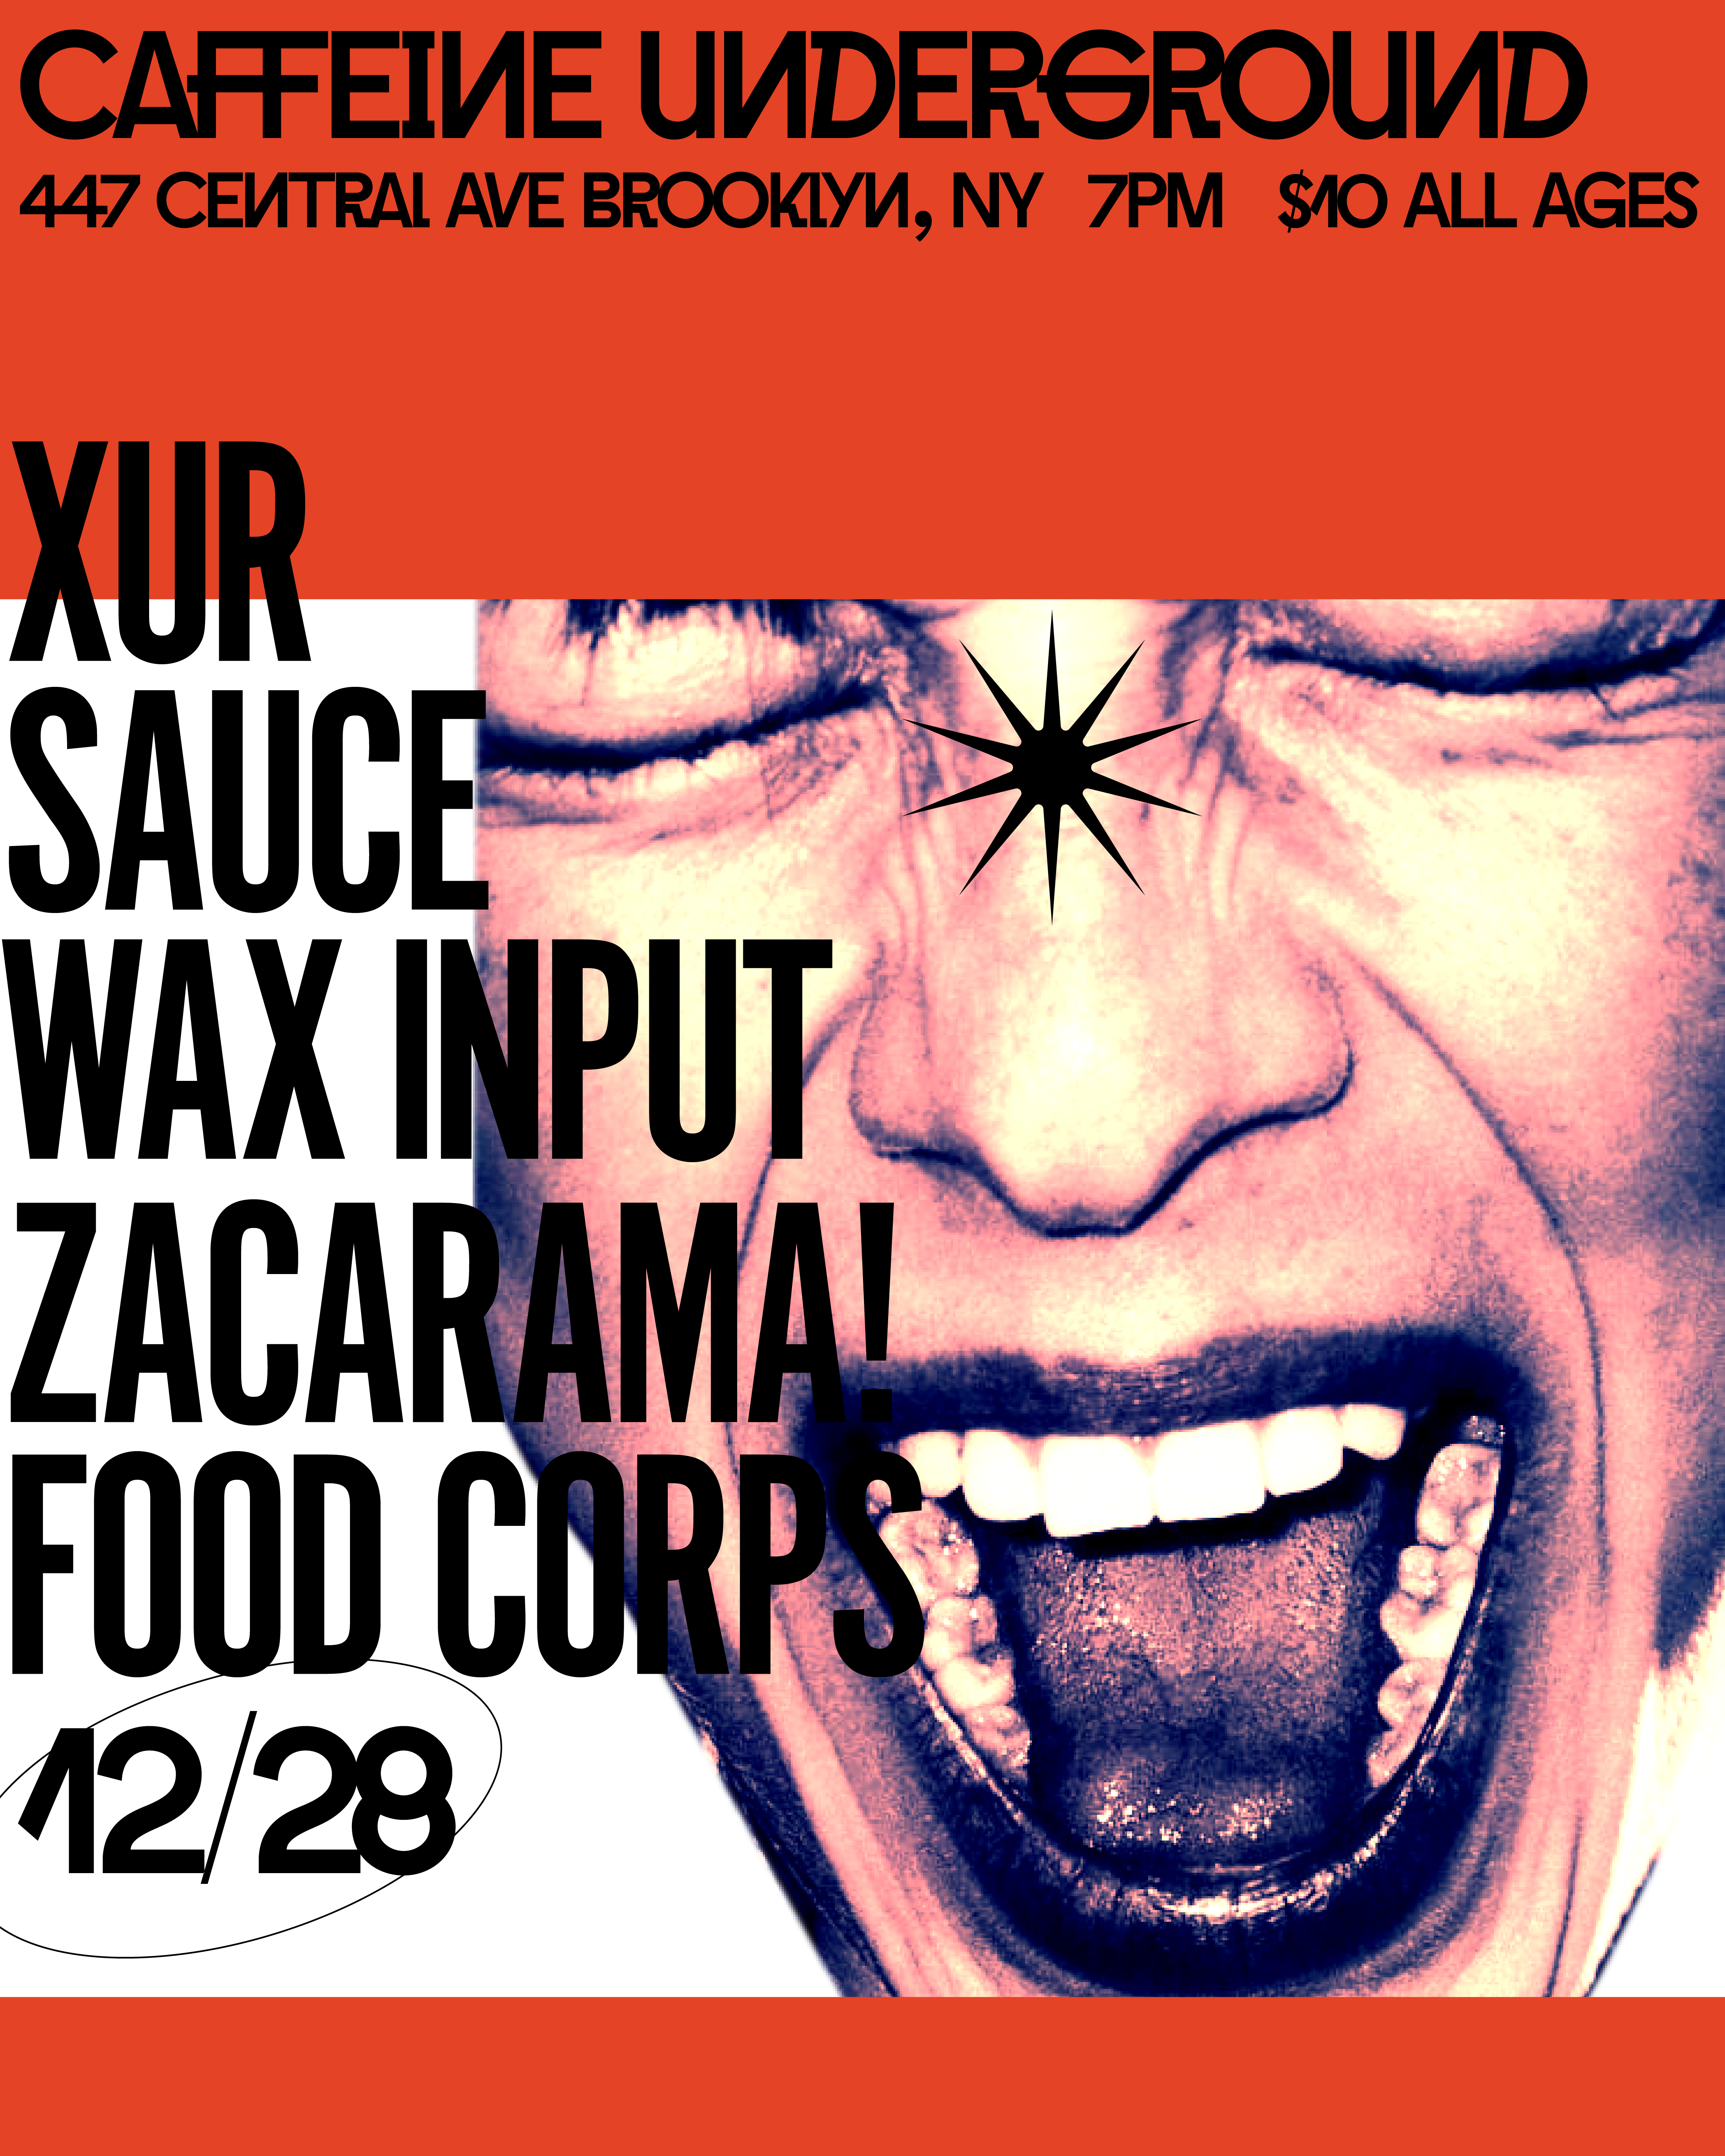 CAFFEINE UNDERGROUND
447 CENTRAL AVE BROOKLYN, NY 7PM $10 ALL AGES
XUR
SAUCE
WAX INPUT
ZACARAMA!
FOOD CORPS
12/28